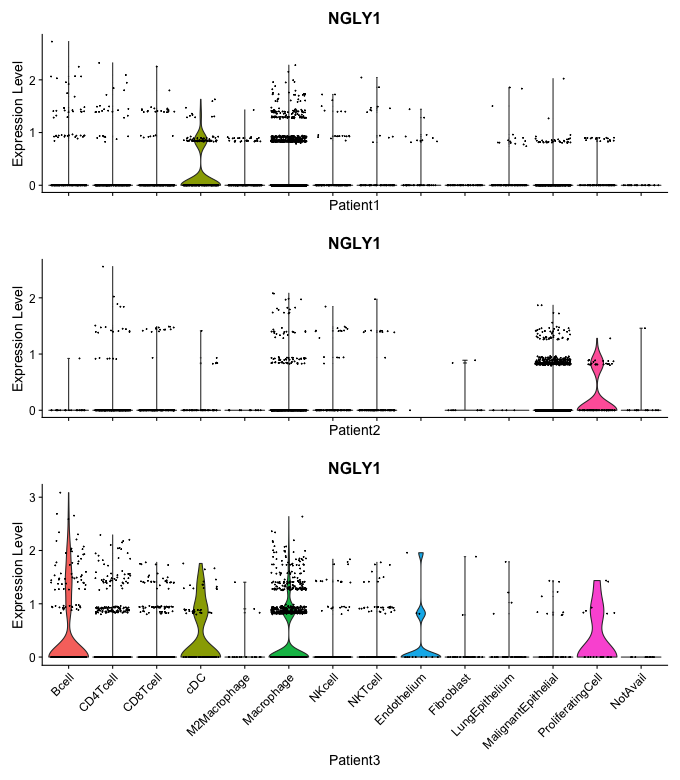 NGLY1
Expression Level
2
1
0
Patient1
NGLY1
Expression Level
2
1
0
Patient2
NGLY1
Expression Level
3
2
1
0
Bcell
CD4Tcell
CD8Tcell
cDC
M2Macrophage
Macrophage
NKcell
NKTcell
Endothelium
Fibroblast
LungEpithelium
MalignantEpithelial
ProliferatingCell
NotAvail
Patient3